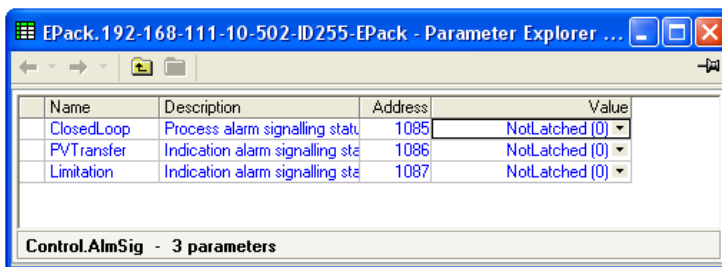 EPack.192-168-111-10-502-ID255-EPack - Parameter Explorer ...
Name Description Address Value
ClosedLoop Process alarm signalling statu 1085 NotLatched (0)
PVTransfer Indication alarm signalling sta 1086 NotLatched (0)
Limitation Indication alarm signalling sta 1087 NotLatched (0)
Control.AlmSig - 3 parameters